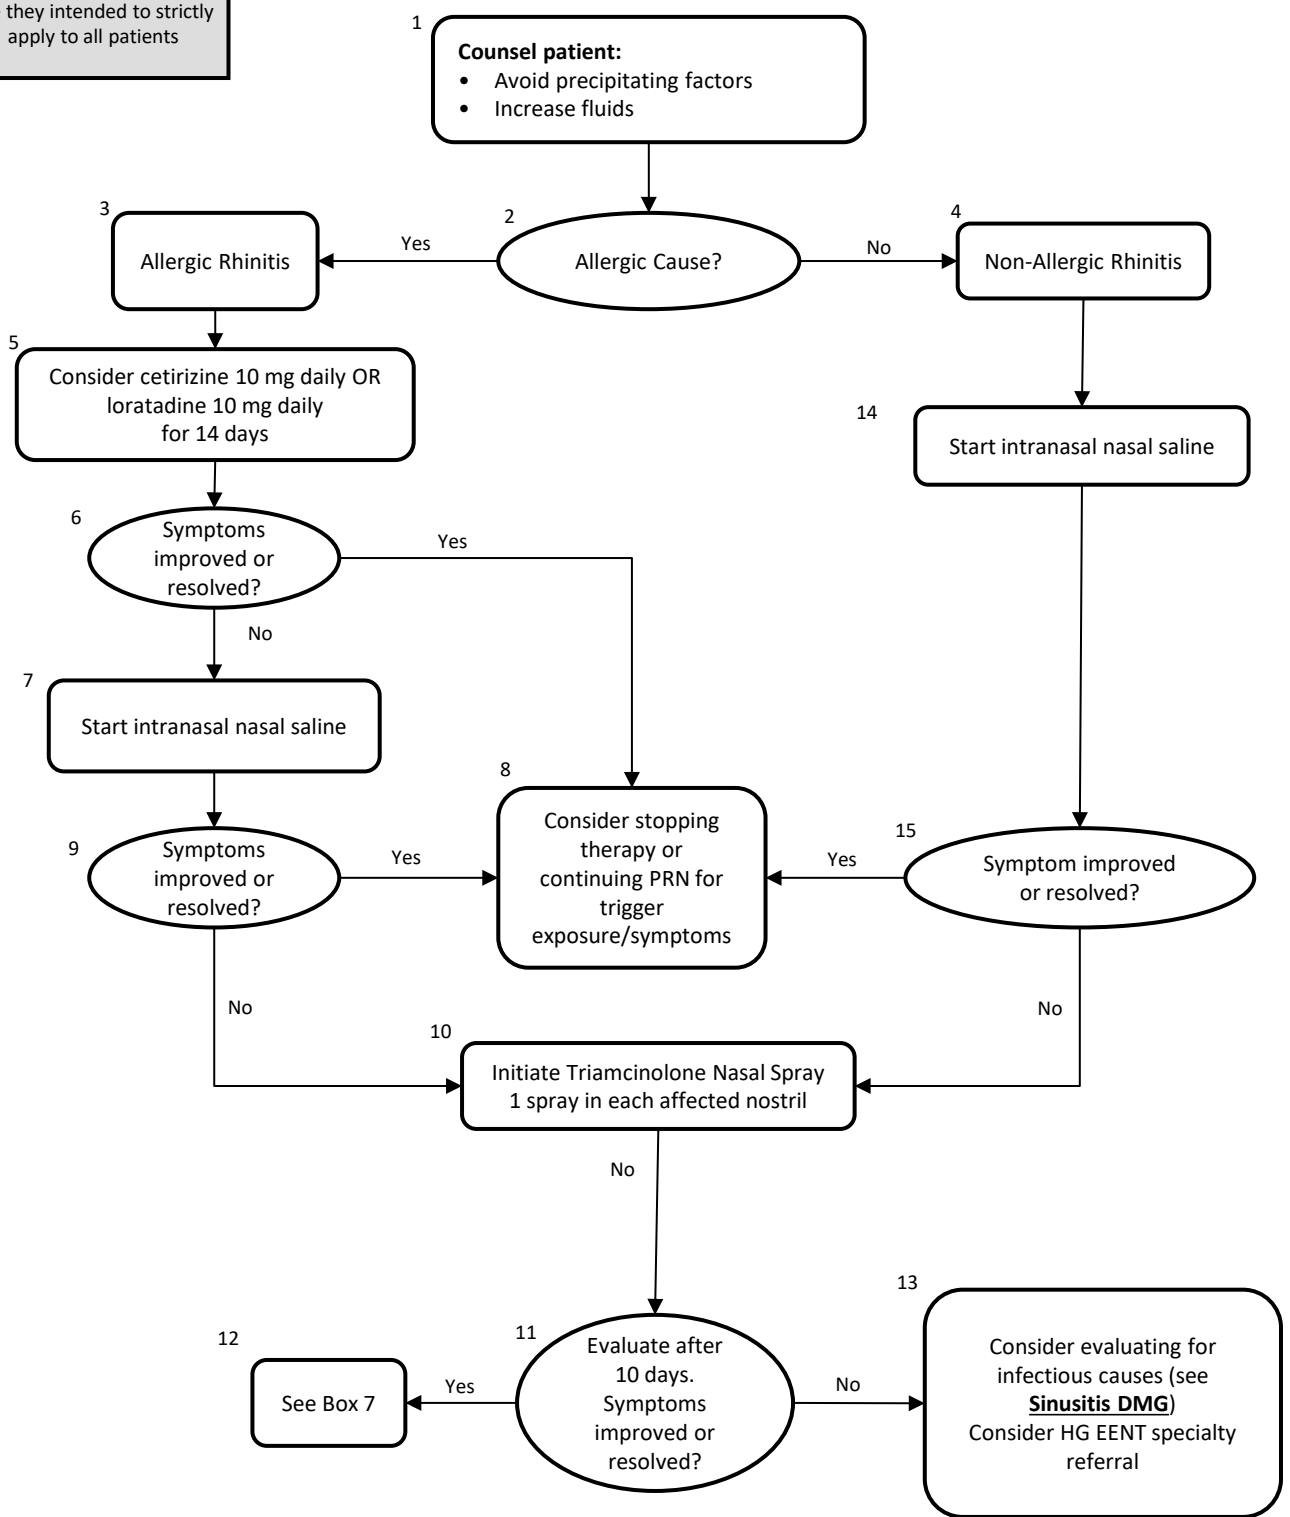 they intended to strictly
apply to all patients
1
Counsel patient:
• Avoid precipitating factors
• Increase fluids
2
Allergic Cause?
Yes
No
3
Allergic Rhinitis
4
Non-Allergic Rhinitis
5
Consider cetirizine 10 mg daily OR
loratadine 10 mg daily
for 14 days
14
Start intranasal nasal saline
6
Symptoms
improved or
resolved?
Yes
No
7
Start intranasal nasal saline
8
Consider stopping
therapy or
continuing PRN for
trigger
exposure/symptoms
9
Symptoms
improved or
resolved?
Yes
No
15
Symptom improved
or resolved?
Yes
No
10
Initiate Triamcinolone Nasal Spray
1 spray in each affected nostril
No
11
Evaluate after
10 days.
Symptoms
improved or
resolved?
Yes
No
12
See Box 7
13
Consider evaluating for
infectious causes (see
Sinusitis DMG)
Consider HG EENT specialty
referral